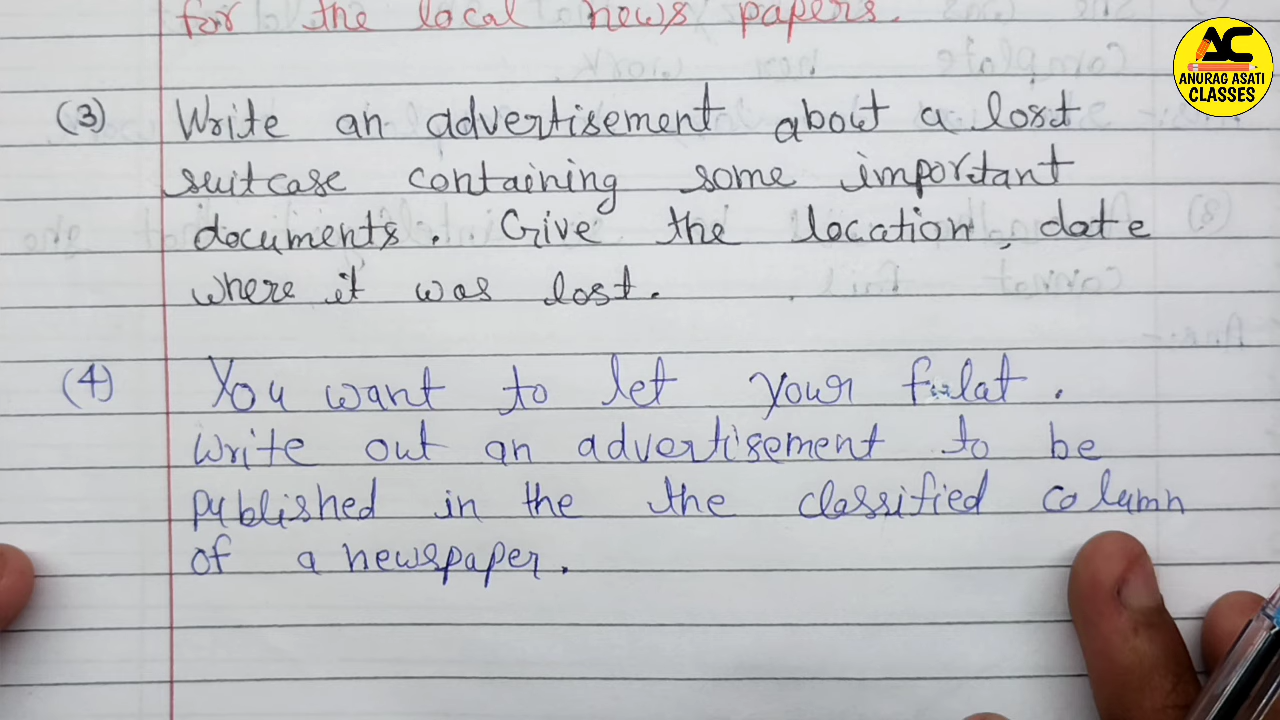 for the local news papers.
(3) Write an advertisement about a lost
suitcase containing some important
documents. Give the location, date
where it was lost.
(4) You want to let your flat.
Write out an advertisement to be
published in the the classified column
of a newspaper.
AC
ANURAG ASATI
CLASSES